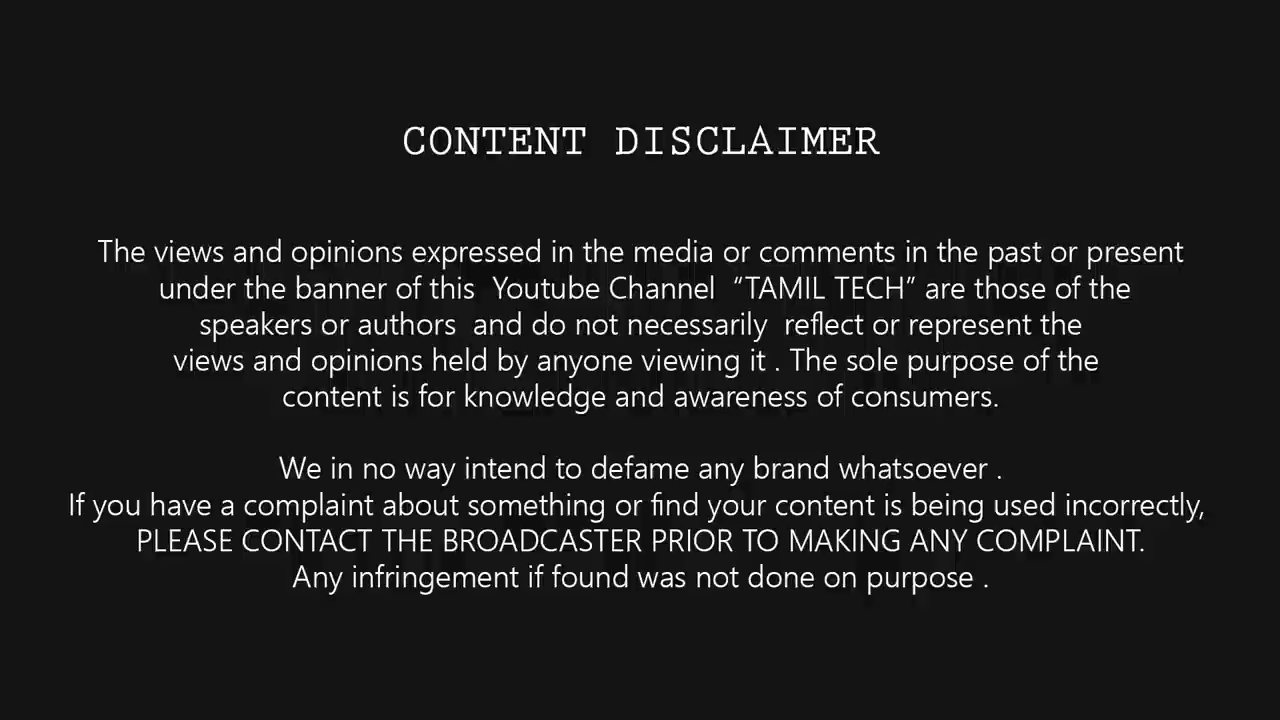 CONTENT DISCLAIMER
The views and opinions expressed in the media or comments in the past or present
under the banner of this  Youtube Channel  “TAMIL TECH” are those of the
speakers or authors  and do not necessarily  reflect or represent the
views and opinions held by anyone viewing it . The sole purpose of the
content is for knowledge and awareness of consumers.
We in no way intend to defame any brand whatsoever .
If you have a complaint about something or find your content is being used incorrectly,
PLEASE CONTACT THE BROADCASTER PRIOR TO MAKING ANY COMPLAINT.
Any infringement if found was not done on purpose .